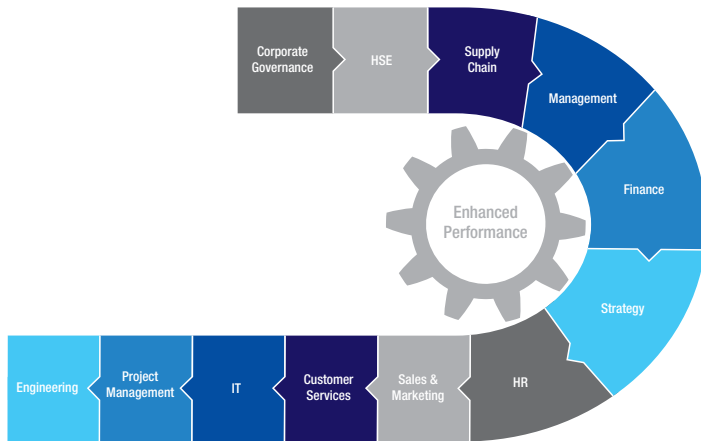 Corporate
Governance
HSE
Supply
Chain
Management
Finance
Strategy
HR
Sales &
Marketing
Customer
Services
IT
Project
Management
Engineering
Enhanced
Performance